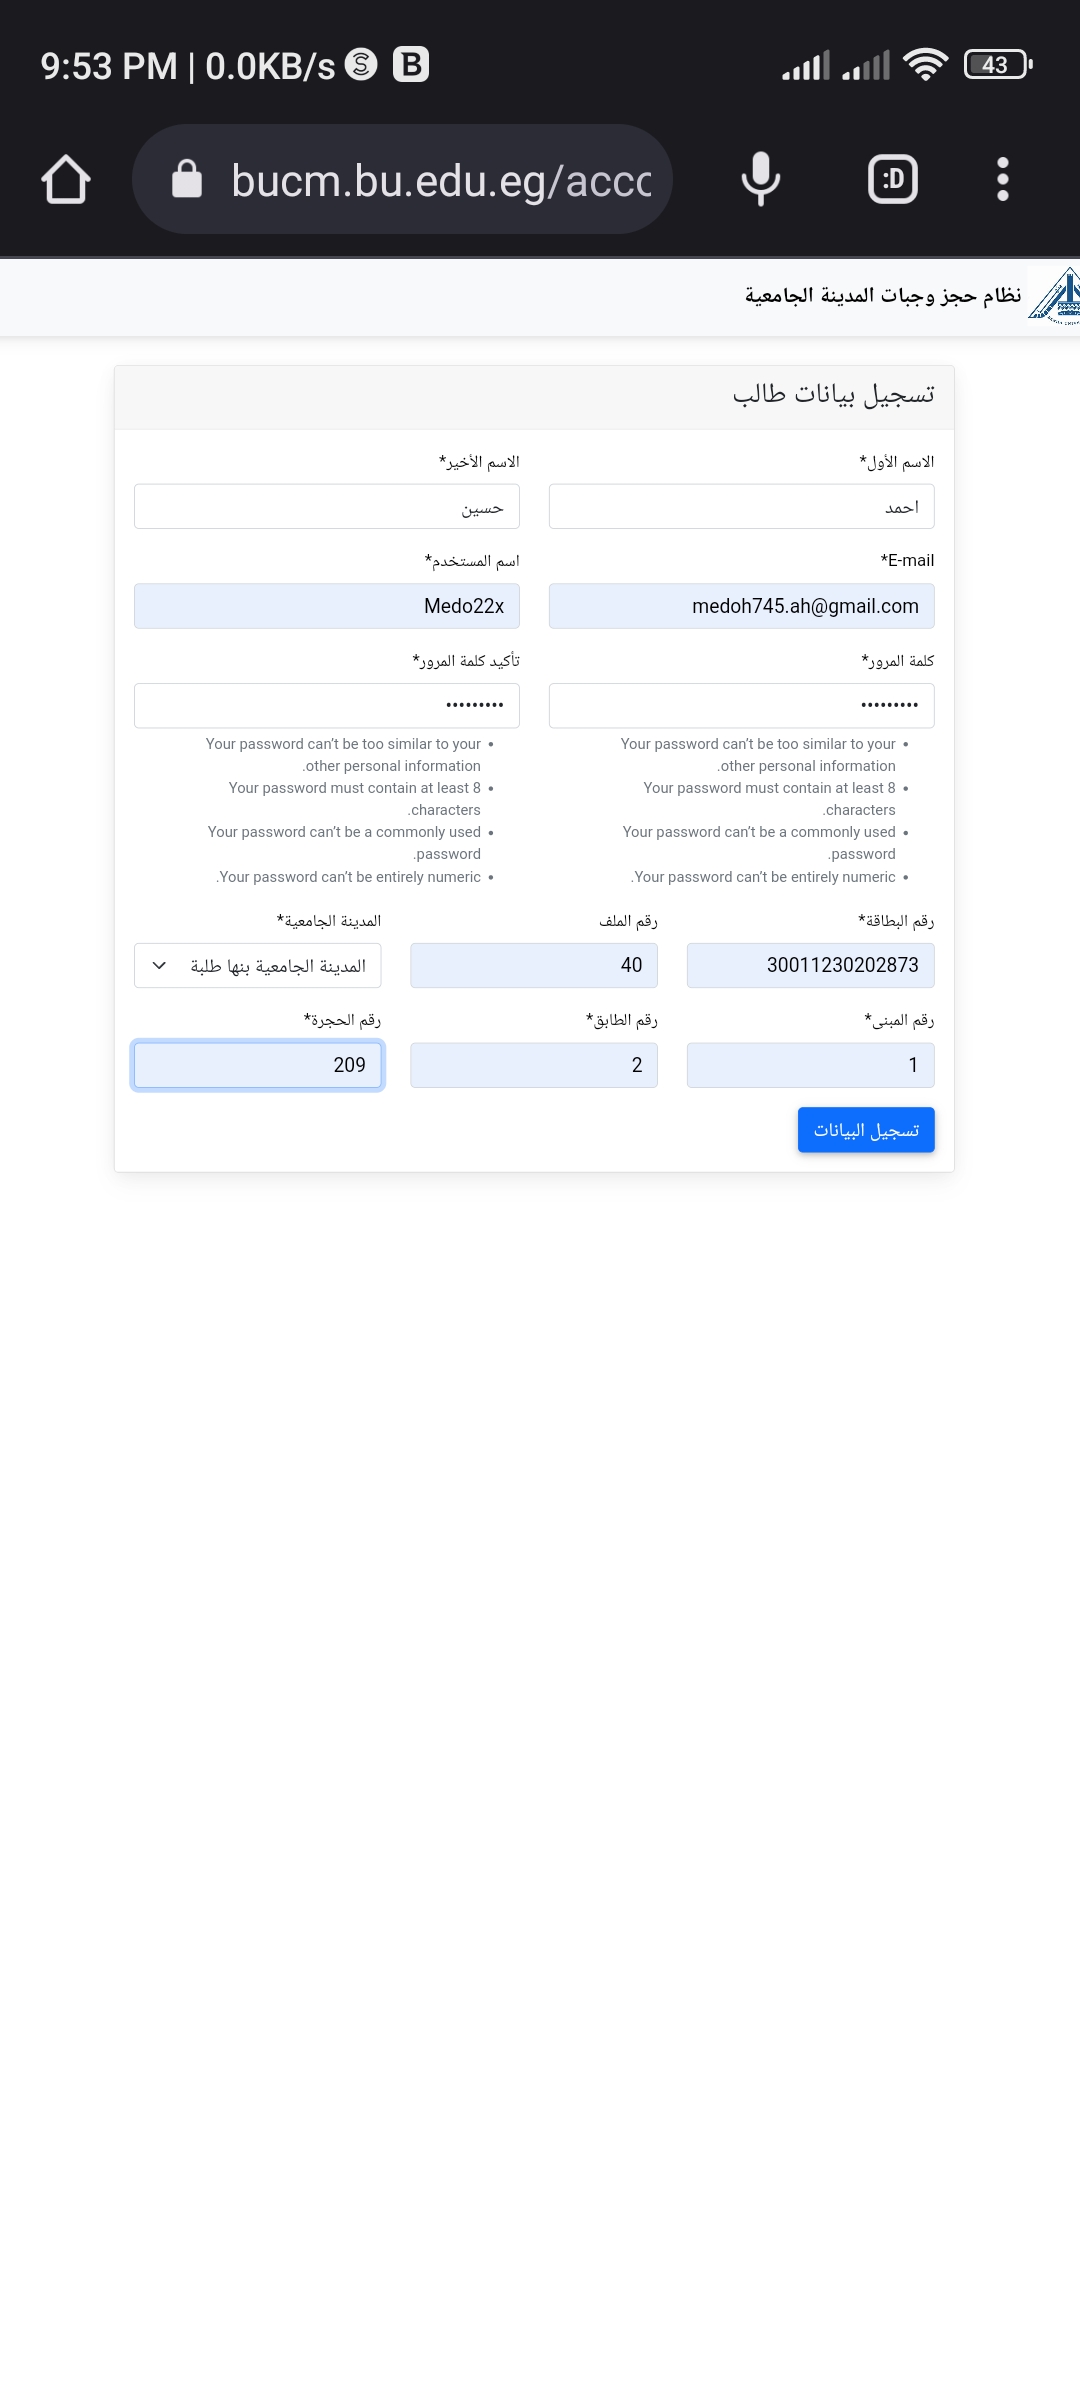 9:53 PM | 0.0KB/s S B 43
bucm.bu.edu.eg/acc
:D
نظام حجز وجبات المدينة الجامعية
تسجيل بيانات طالب
الاسم الأول*
الاسم الأخير*
احمد
حسين
E-mail*
اسم المستخدم*
medoh745.ah@gmail.com
Medo22x
كلمة المرور*
تأكيد كلمة المرور*
•••••••••
•••••••••
• Your password can't be too similar to your
other personal information.
• Your password must contain at least 8
characters.
• Your password can't be a commonly used
password.
• Your password can't be entirely numeric.
• Your password can't be too similar to your
other personal information.
• Your password must contain at least 8
characters.
• Your password can't be a commonly used
password.
• Your password can't be entirely numeric.
رقم البطاقة*
رقم الملف
المدينة الجامعية*
30011230202873
40
المدينة الجامعية بنها طلبة
رقم المبنى*
رقم الطابق*
رقم الحجرة*
1
2
209
تسجيل البيانات